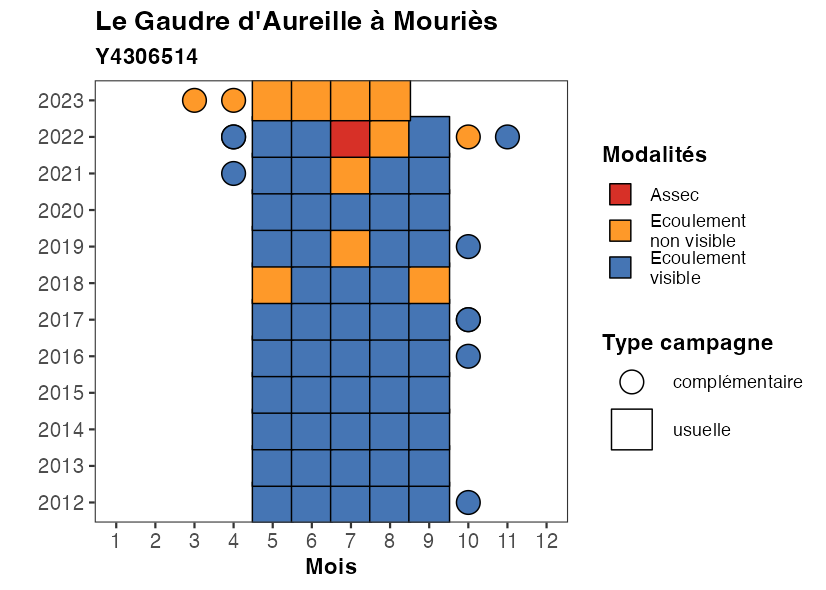 Le Gaudre d'Aureille à Mouriès
Y4306514
2023
2022
2021
2020
2019
2018
2017
2016
2015
2014
2013
2012
1 2 3 4 5 6 7 8 9 10 11 12
Mois
Modalités
Assec
Ecoulement
non visible
Ecoulement
visible
Type campagne
complémentaire
usuelle